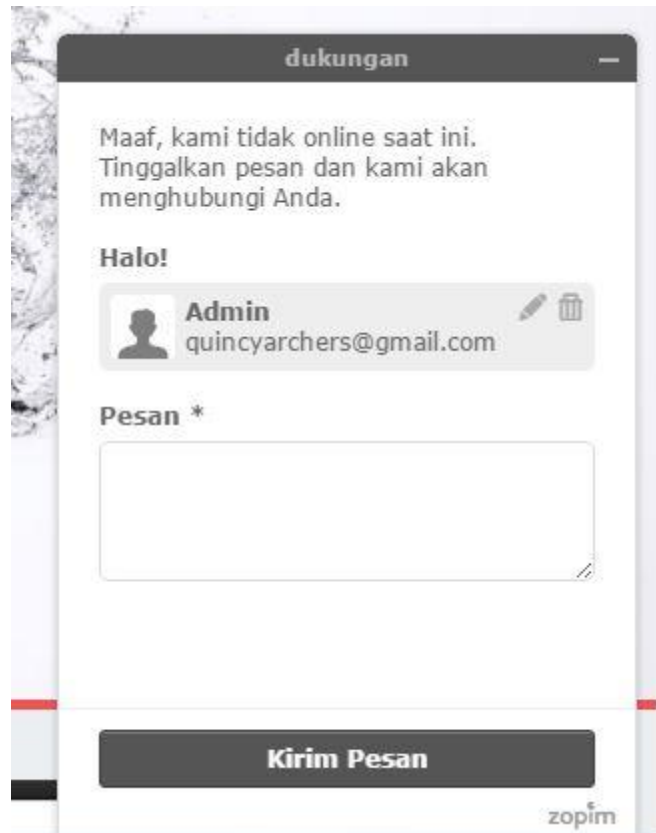 dukungan
Maaf, kami tidak online saat ini.
Tinggalkan pesan dan kami akan
menghubungi Anda.
Halo!
Admin
quincyarchers@gmail.com
Pesan *
Kirim Pesan
zopim